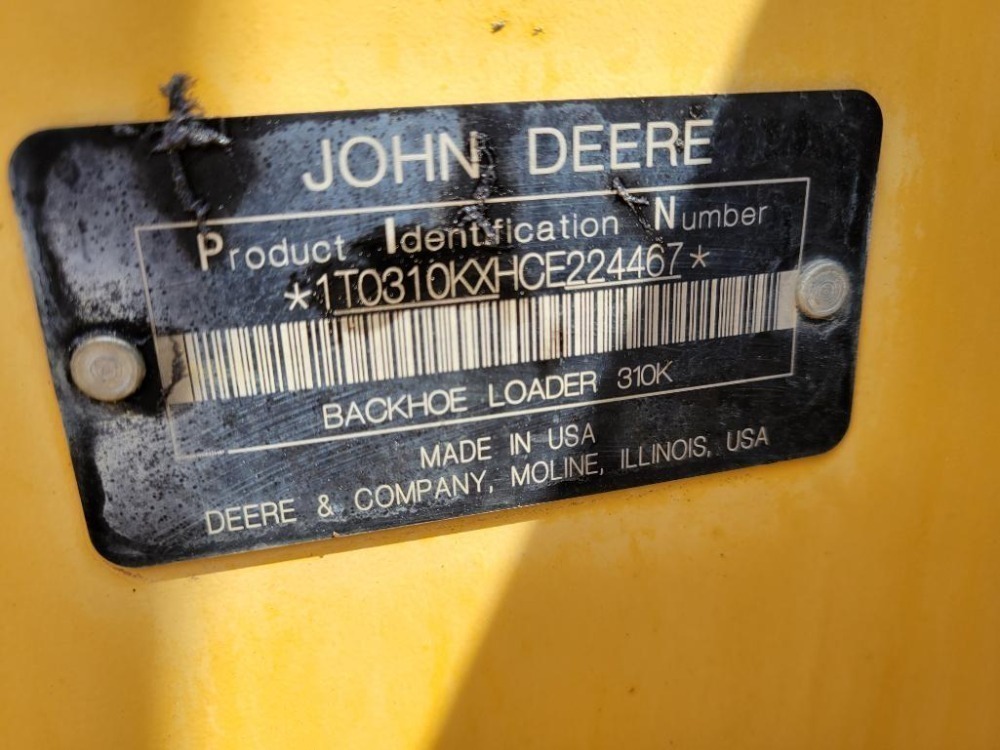 JOHN DEERE
Product Identification Number
*1T0310KXHCE224467*
BACKHOE LOADER 310K
MADE IN USA
DEERE & COMPANY, MOLINE, ILLINOIS, USA